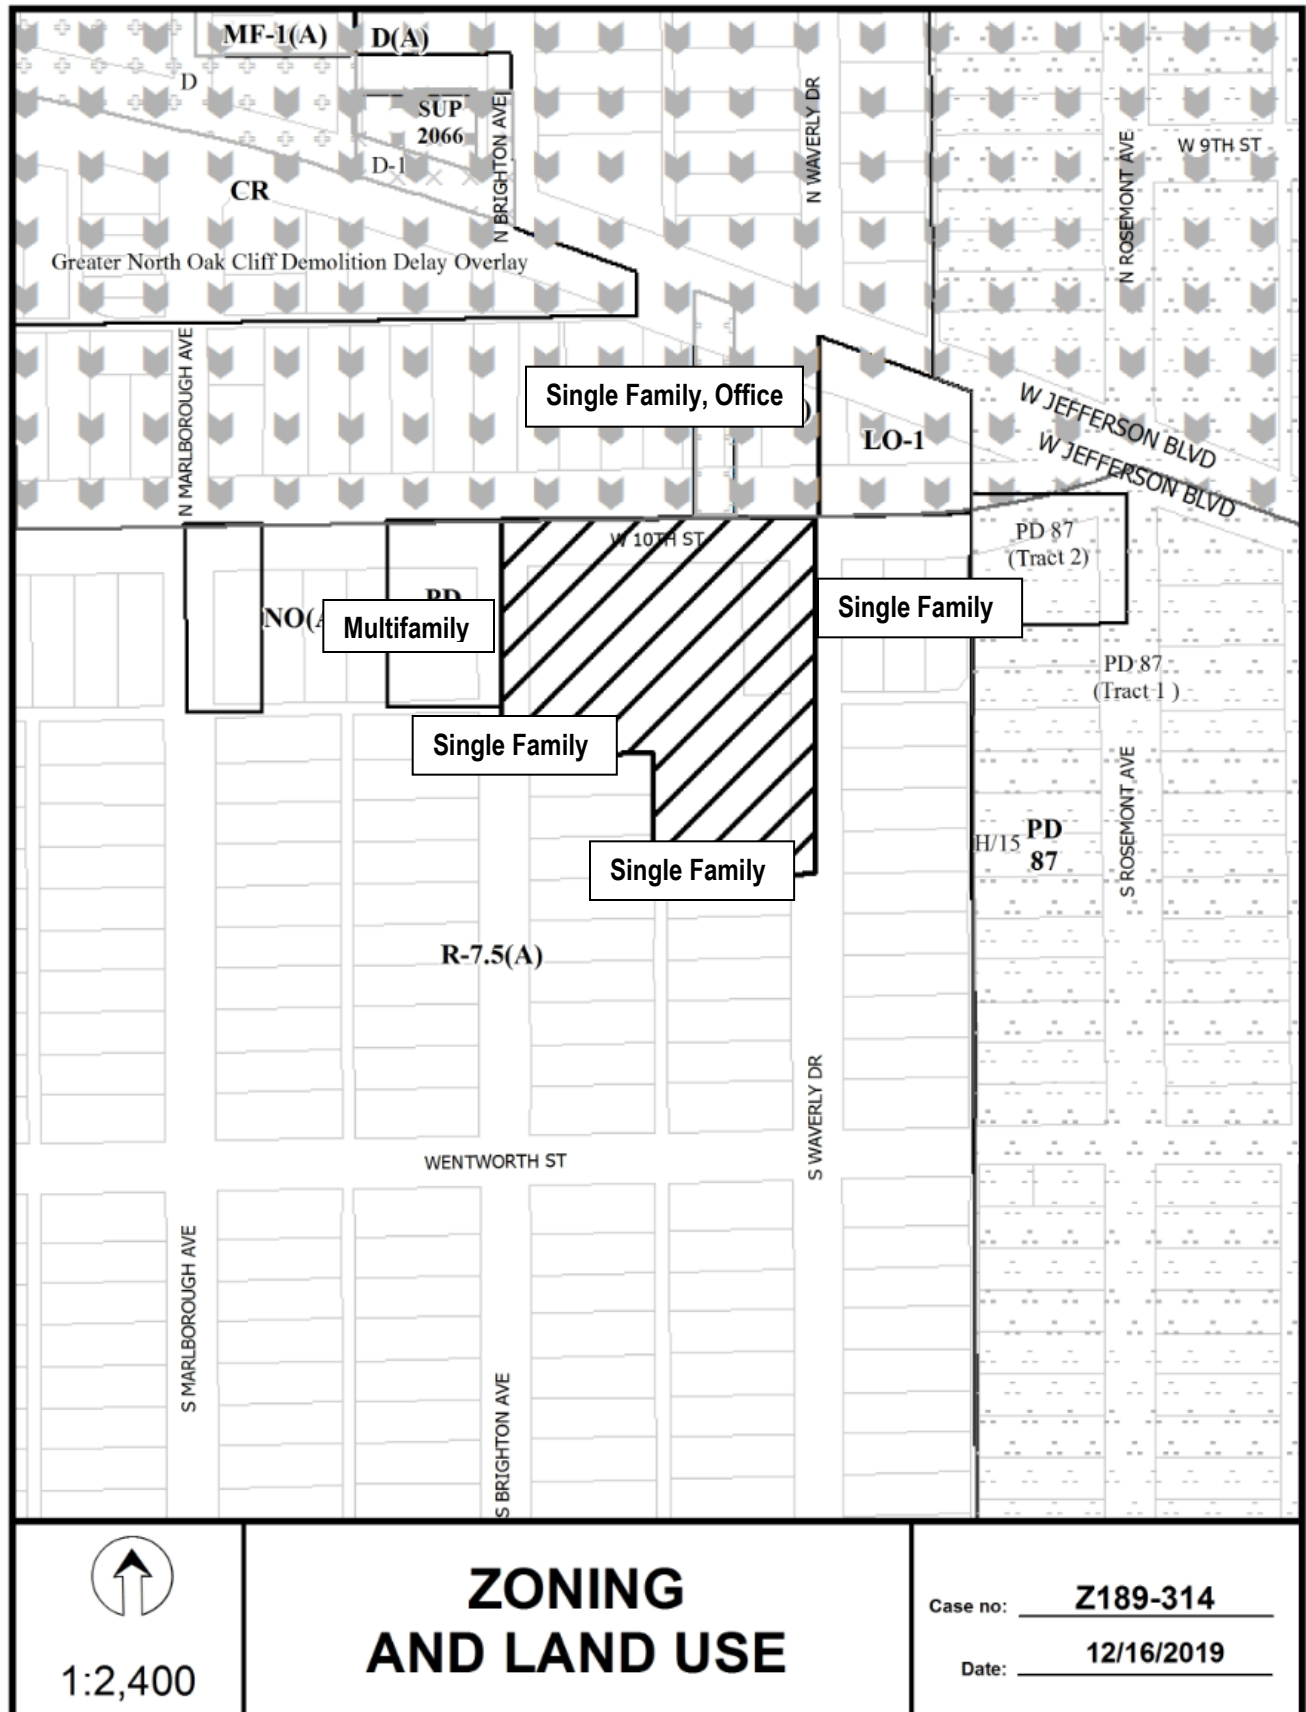 MF-1(A)
D(A)
D
SUP
2066
D-1
N BRIGHTON AVE
N WAVERLY DR
N ROSEMONT AVE
W 9TH ST
CR
Greater North Oak Cliff Demolition Delay Overlay
N MARLBOROUGH AVE
Single Family, Office
)
LO-1
W JEFFERSON BLVD
W JEFFERSON BLVD
W 10TH ST
PD 87
(Tract 2)
NO(A
PD
Multifamily
Single Family
PD 87
(Tract 1 )
Single Family
S ROSEMONT AVE
H/15
PD
87
Single Family
R-7.5(A)
S WAVERLY DR
WENTWORTH ST
S MARLBOROUGH AVE
S BRIGHTON AVE
1:2,400
ZONING
AND LAND USE
Case no: Z189-314
Date: 12/16/2019